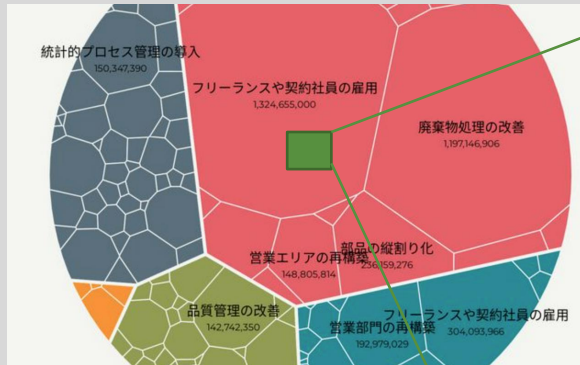 統計的プロセス管理の導入
150,347,390
フリーランスや契約社員の雇用
1,324,655,000
廃棄物処理の改善
1,197,146,906
営業エリアの再構築
148,805,814
部品の縦割り化
236,159,276
品質管理の改善
142,742,350
営業部門の再構築
192,979,029
フリーランスや契約社員の雇用
304,093,966